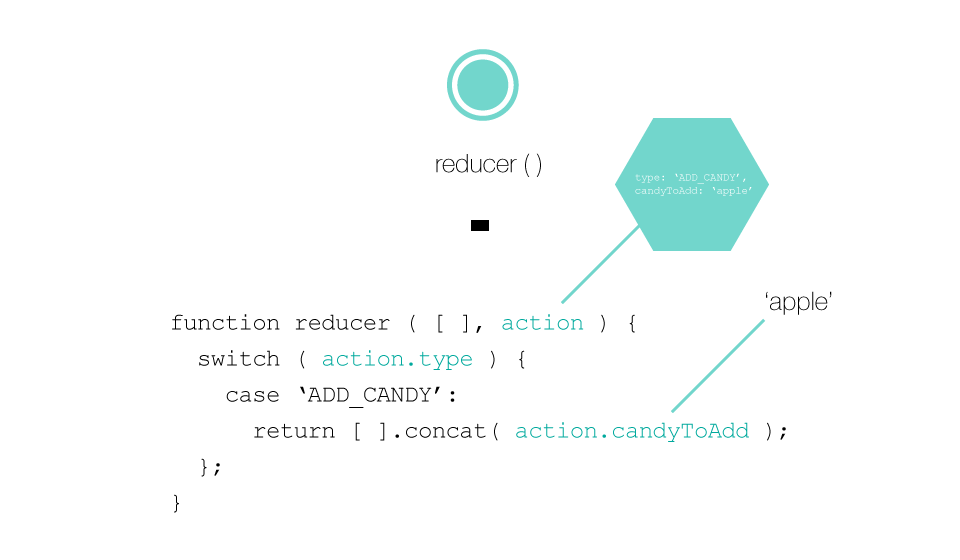 reducer ( )
type: ‘ADD_CANDY’,
candyToAdd: ‘apple’
‘apple’
function reducer ( [ ], action ) {
switch ( action.type ) {
case ‘ADD_CANDY’:
return [ ].concat( action.candyToAdd );
};
}